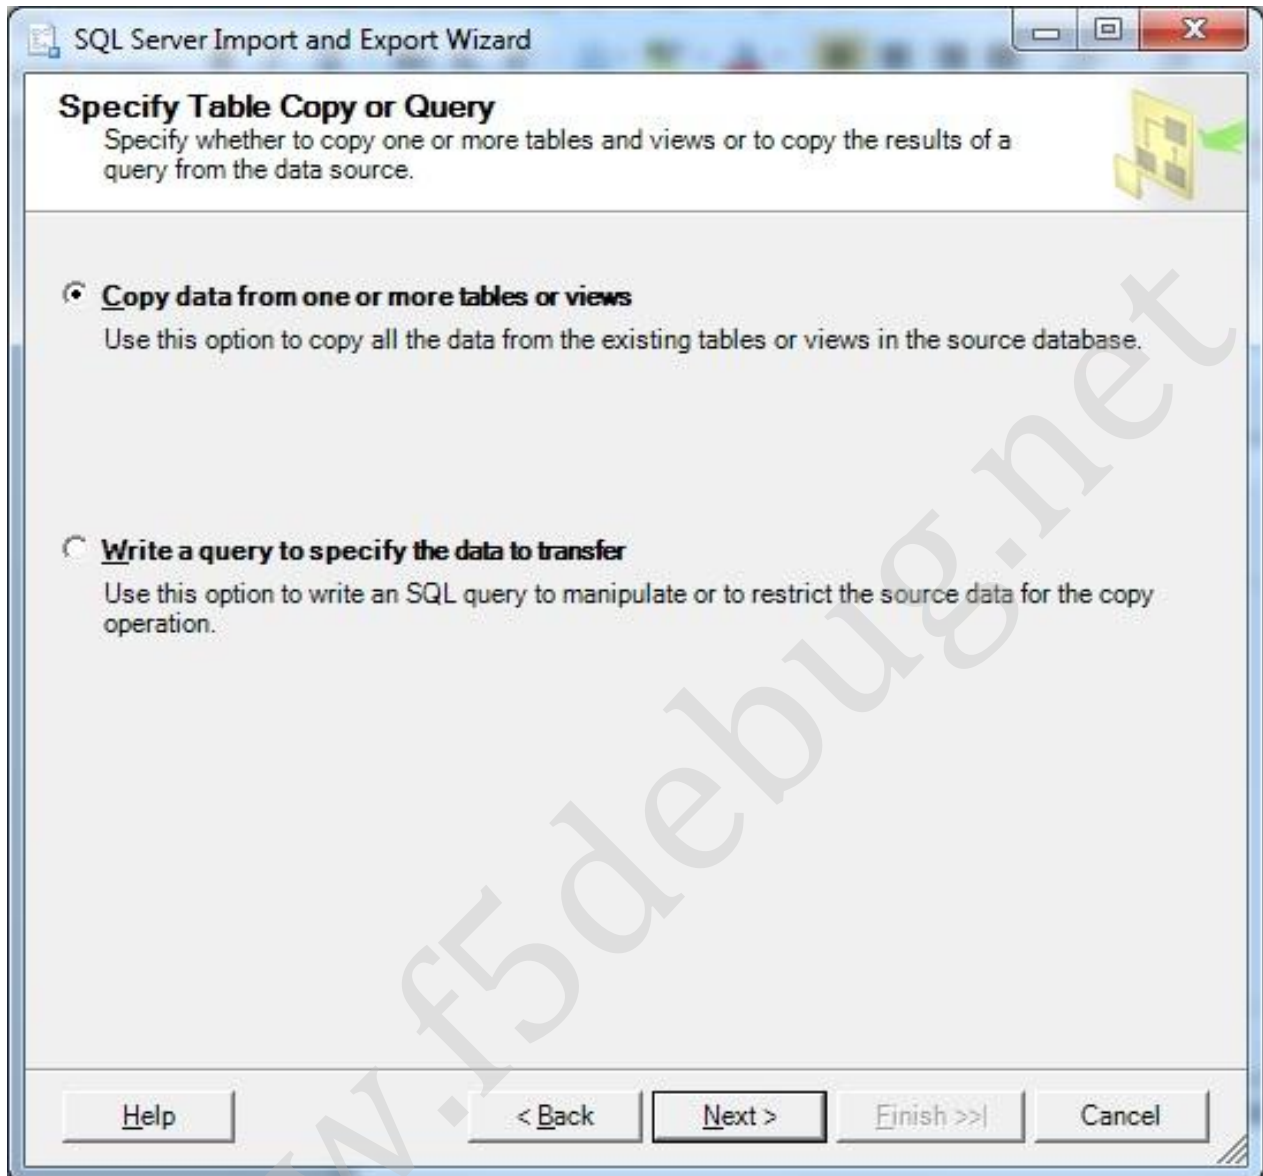 SQL Server Import and Export Wizard
Specify Table Copy or Query
Specify whether to copy one or more tables and views or to copy the results of a
query from the data source.
Copy data from one or more tables or views
Use this option to copy all the data from the existing tables or views in the source database.
Write a query to specify the data to transfer
Use this option to write an SQL query to manipulate or to restrict the source data for the copy
operation.
Help
< Back
Next >
Finish >>|
Cancel
w.f5debug.net